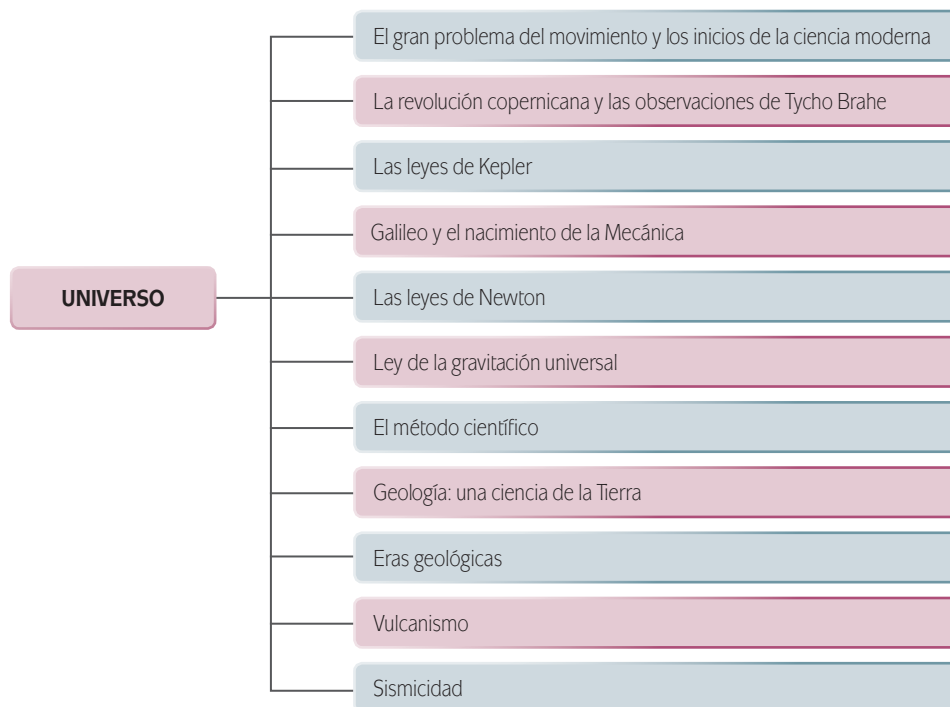 El gran problema del movimiento y los inicios de la ciencia moderna
La revolución copernicana y las observaciones de Tycho Brahe
Las leyes de Kepler
Galileo y el nacimiento de la Mecánica
UNIVERSO
Las leyes de Newton
Ley de la gravitación universal
El método científico
Geología: una ciencia de la Tierra
Eras geológicas
Vulcanismo
Sismicidad